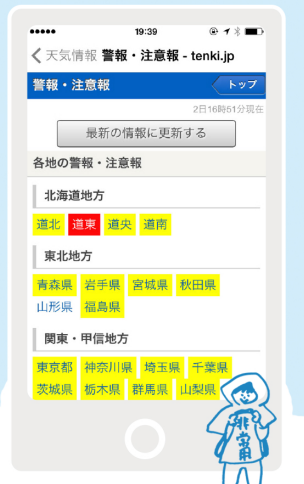 19:39
天気情報 警報・注意報 - tenki.jp
警報・注意報 トップ
2日16時51分現在
最新の情報に更新する
各地の警報・注意報
北海道地方
道北 道東 道央 道南
東北地方
青森県 岩手県 宮城県 秋田県
山形県 福島県
関東・甲信地方
東京都 神奈川県 埼玉県 千葉県
茨城県 栃木県 群馬県 山梨県
非常用